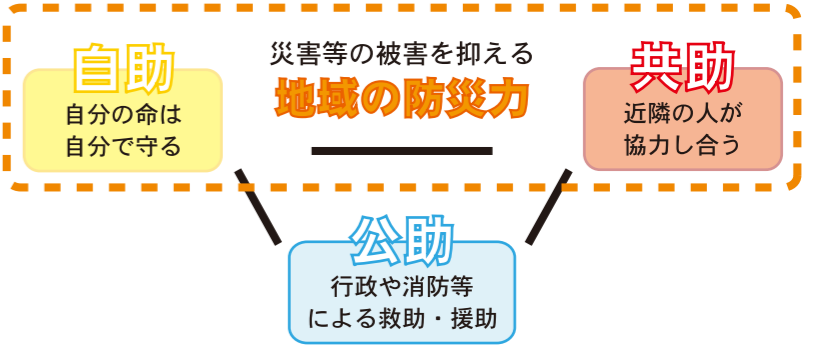 自助
自分の命は
自分で守る
災害等の被害を抑える
地域の防災力
共助
近隣の人が
協力し合う
公助
行政や消防等
による救助・援助